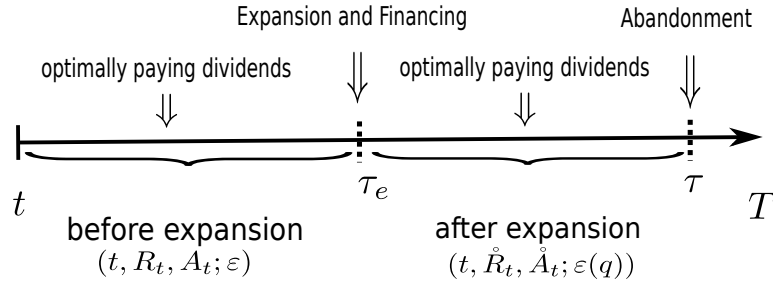 Expansion and Financing
Abandonment
optimally paying dividends
optimally paying dividends
t
τ_e
τ
T
before expansion
after expansion
(t, R_t, A_t; ε)
(t, R̊_t, Å_t; ε(q))